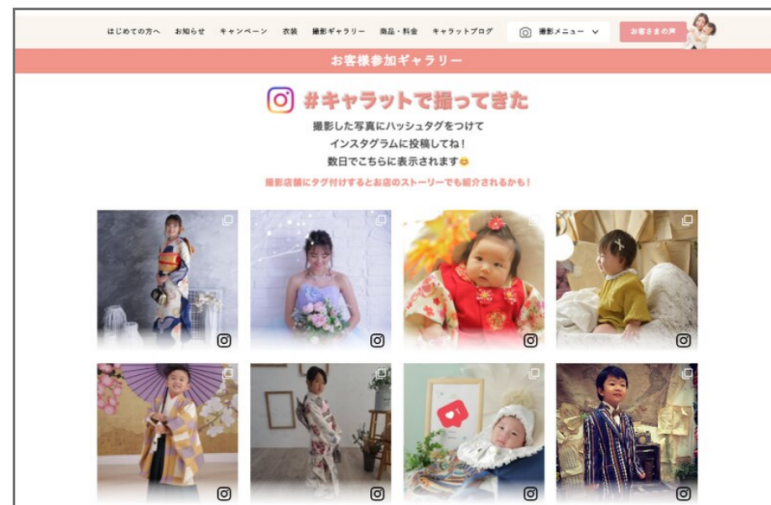 はじめての方へ お知らせ キャンペーン 衣装 撮影ギャラリー 商品・料金 キャラットブログ 撮影メニュー お客さまの声
お客様参加ギャラリー
#キャラットで撮ってきた
撮影した写真にハッシュタグをつけて
インスタグラムに投稿してね！
数日でこちらに表示されます😊
撮影店舗にタグ付けするとお店のストーリーでも紹介されるかも！